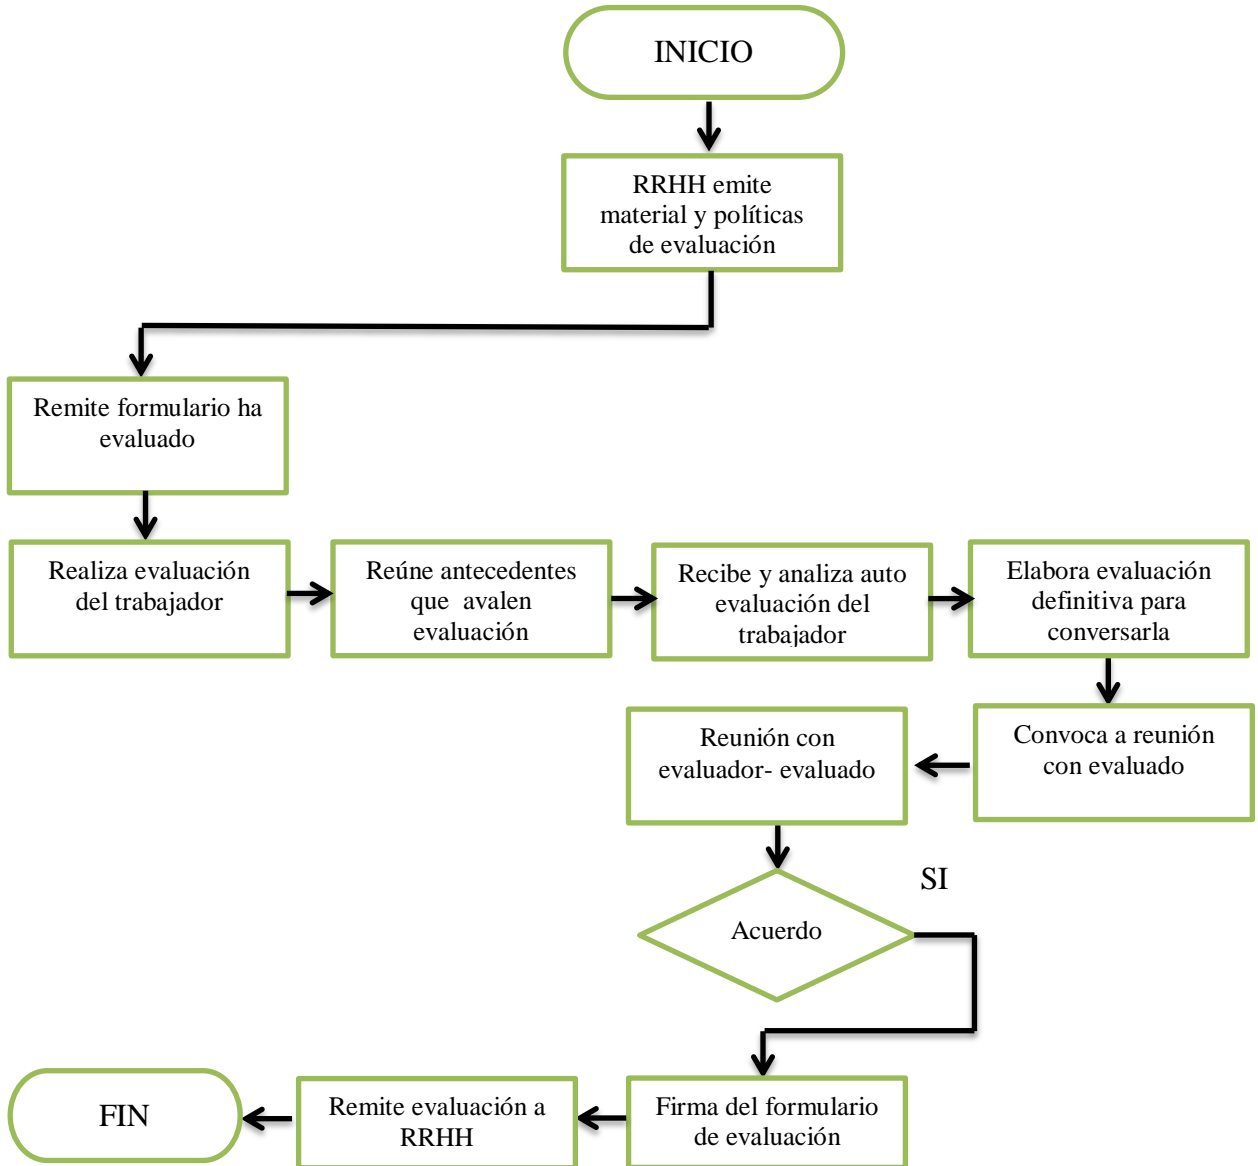 INICIO
RRHH emite
material y políticas
de evaluación
Remite formulario ha
evaluado
Realiza evaluación
del trabajador
Reúne antecedentes
que avalen
evaluación
Recibe y analiza auto
evaluación del
trabajador
Elabora evaluación
definitiva para
conversarla
Convoca a reunión
con evaluado
Reunión con
evaluador- evaluado
SI
Acuerdo
Firma del formulario
de evaluación
Remite evaluación a
RRHH
FIN